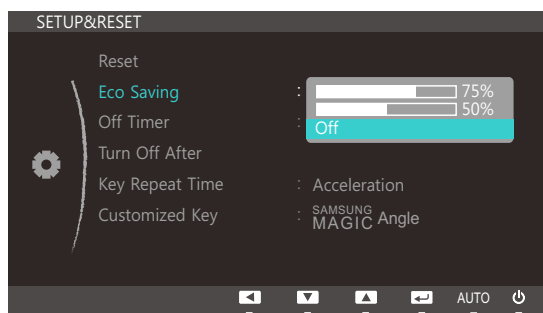 SETUP&RESET
Reset
Eco Saving :
75%
50%
Off Timer :
Off
Turn Off After
Key Repeat Time : Acceleration
Customized Key : SAMSUNG MAGIC Angle
AUTO